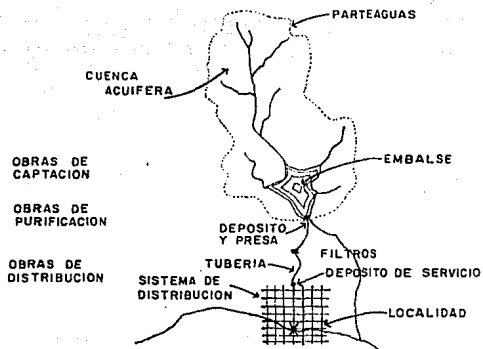 PARTEAGUAS
CUENCA
ACUIFERA
EMBALSE
OBRAS DE
CAPTACION
OBRAS DE
PURIFICACION
DEPOSITO
Y PRESA
FILTROS
TUBERIA
OBRAS DE
DISTRIBUCION
DEPOSITO DE SERVICIO
SISTEMA DE
DISTRIBUCION
LOCALIDAD